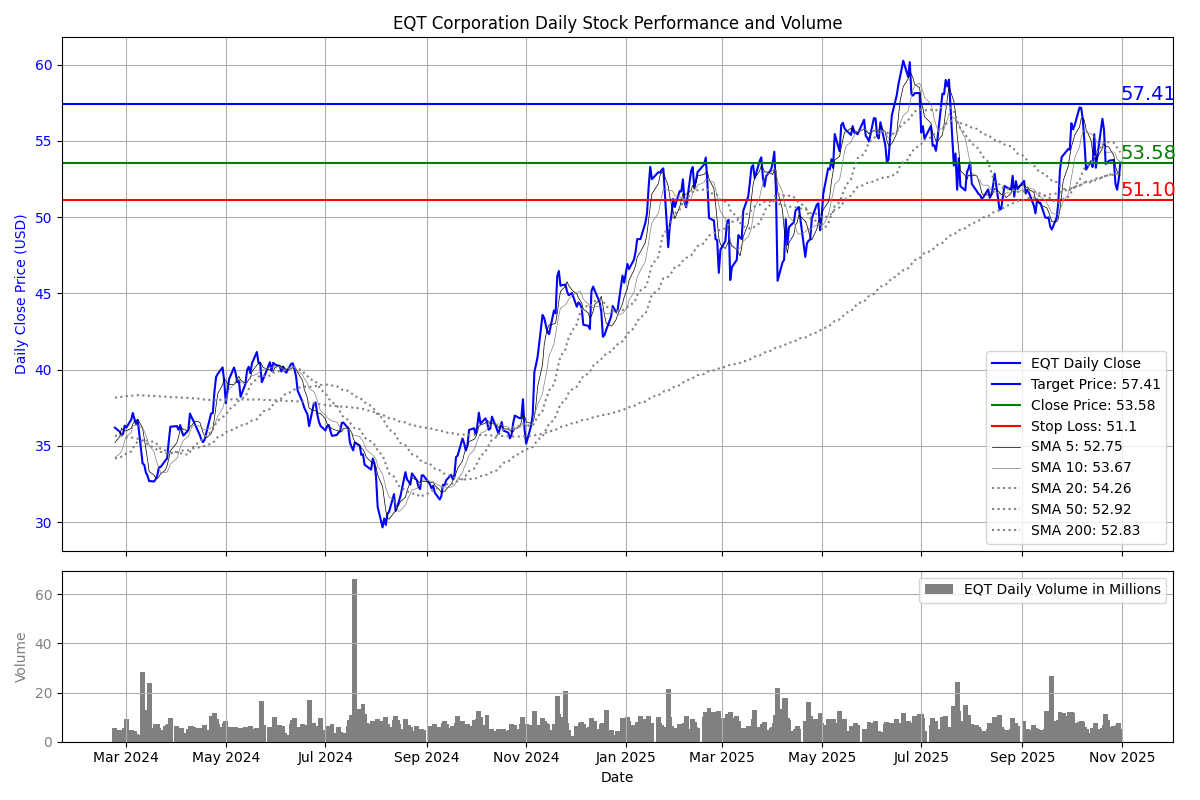 EQT Corporation Daily Stock Performance and Volume
Daily Close Price (USD)
60
55
50
45
40
35
30
57.41
53.58
51.10
EQT Daily Close
Target Price: 57.41
Close Price: 53.58
Stop Loss: 51.1
SMA 5: 52.75
SMA 10: 53.67
SMA 20: 54.26
SMA 50: 52.92
SMA 200: 52.83
Volume
60
40
20
0
EQT Daily Volume in Millions
Mar 2024 May 2024 Jul 2024 Sep 2024 Nov 2024 Jan 2025 Mar 2025 May 2025 Jul 2025 Sep 2025 Nov 2025
Date